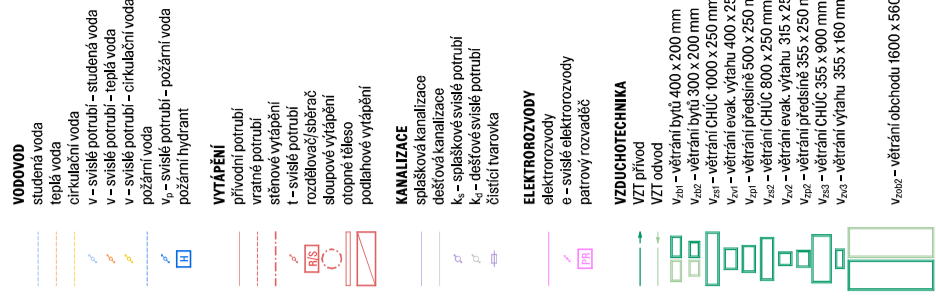 VODOVOD
studená voda
teplá voda
cirkulační voda
v – svislé potrubí – studená voda
v – svislé potrubí – teplá voda
v – svislé potrubí – cirkulační voda
požární voda
vp – svislé potrubí – požární voda
H požární hydrant
VYTÁPĚNÍ
přívodní potrubí
vratné potrubí
stěnové vytápění
t – svislé potrubí
R/S rozdělovač/sběrač
sloupové vytápění
otopné těleso
podlahové vytápění
KANALIZACE
splašková kanalizace
dešťová kanalizace
ks – splaškové svislé potrubí
kd – dešťové svislé potrubí
čistící tvarovka
ELEKTROROZVODY
elektrorozvody
e – svislé elektrorozvody
PR patrový rozvaděč
VZDUCHOTECHNIKA
VZT přívod
VZT odvod
vzb1 – větrání bytů 400 x 200 mm
vzb2 – větrání bytů 300 x 200 mm
vzs1 – větrání CHÚC 1000 x 250 mm
vzv1 – větrání evak. výtahu 400 x
vzp1 – větrání předsíně 500 x 250
vzs2 – větrání CHÚC 800 x 250 mm
vzv2 – větrání evak. výtahu 315 x
vzp2 – větrání předsíně 355 x 250
vzs3 – větrání CHÚC 355 x 900 mm
vzv3 – větrání výtahu 355 x 160 mm
vzob2 – větrání obchodu 1600 x 560